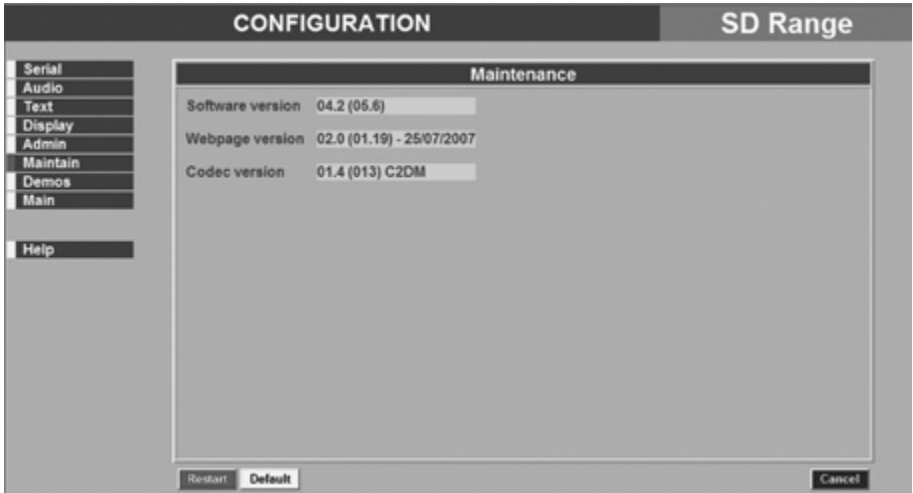 CONFIGURATION
SD Range
Serial
Audio
Text
Display
Admin
Maintain
Demos
Main
Help
Maintenance
Software version 04.2 (05.6)
Webpage version 02.0 (01.19) - 25/07/2007
Codec version 01.4 (013) C2DM
Restart Default Cancel